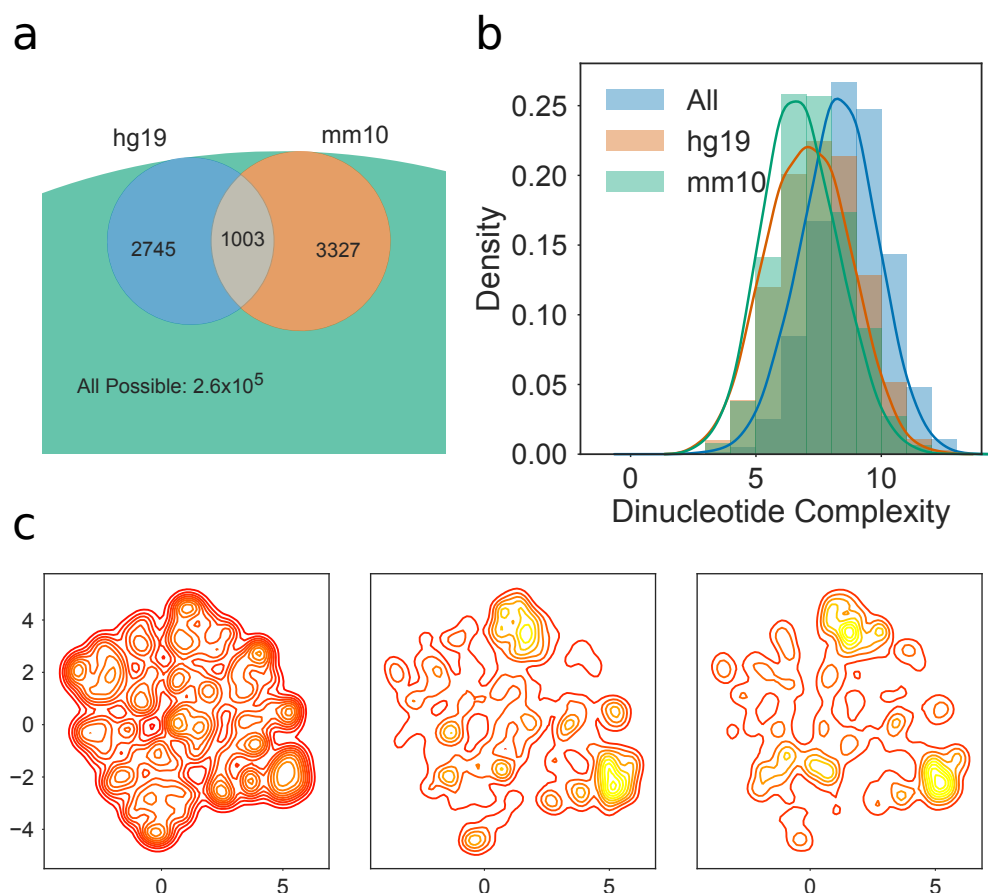 a
hg19
mm10
2745
1003
3327
All Possible: 2.6x10^5
b
0.25
0.20
0.15
0.10
0.05
0.00
Density
All
hg19
mm10
0
5
10
Dinucleotide Complexity
c
4
2
0
−2
−4
0
5
0
5
0
5